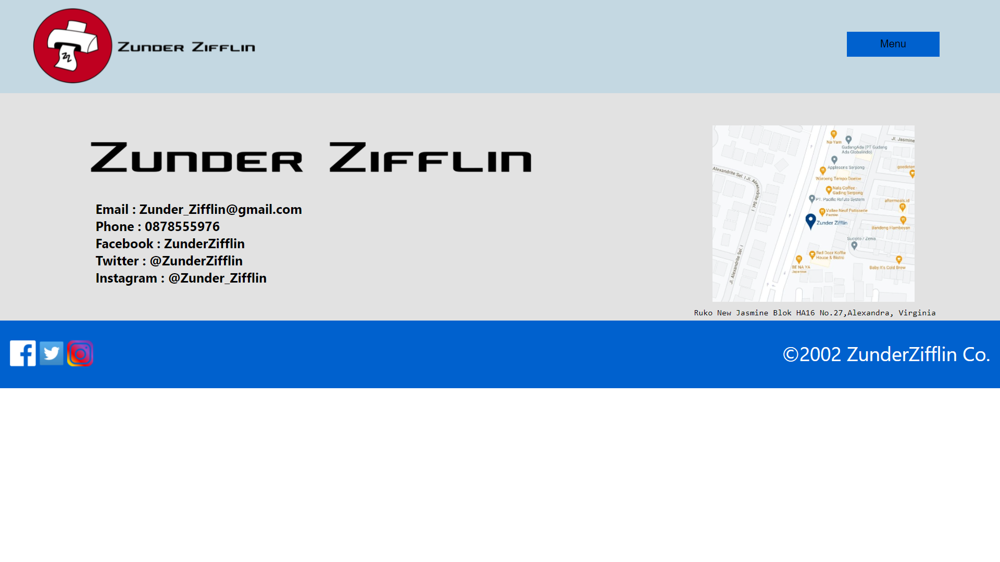 ZZ
ZUNDER ZIFFLIN
Menu
ZUNDER ZIFFLIN
Email : Zunder_Zifflin@gmail.com
Phone : 0878555976
Facebook : ZunderZifflin
Twitter : @ZunderZifflin
Instagram : @Zunder_Zifflin
Na-Yam
Jl. Jasmine
GudangAda (PT Gudang
Ada Globalindo)
Applesoris Serpong
goedeten
Waroeng Tempo Doeloe
Alexandrite Sel. I
Jl. Alexandrite Sel. I
Nala Coffee -
Gading Serpong
PT. Pacific Refuto System
aftermeals.id
Vallee Neuf Patisserie
Zunder Zifflin
Bandeng Flamboyan
Sucipto / Zenia
Red Door Koffie
House & Bistro
BE NA YA
Japanese
Baby It's Cold Brew
Jl. Alexandrite Sel. I
Ruko New Jasmine Blok HA16 No.27,Alexandra, Virginia
©2002 ZunderZifflin Co.